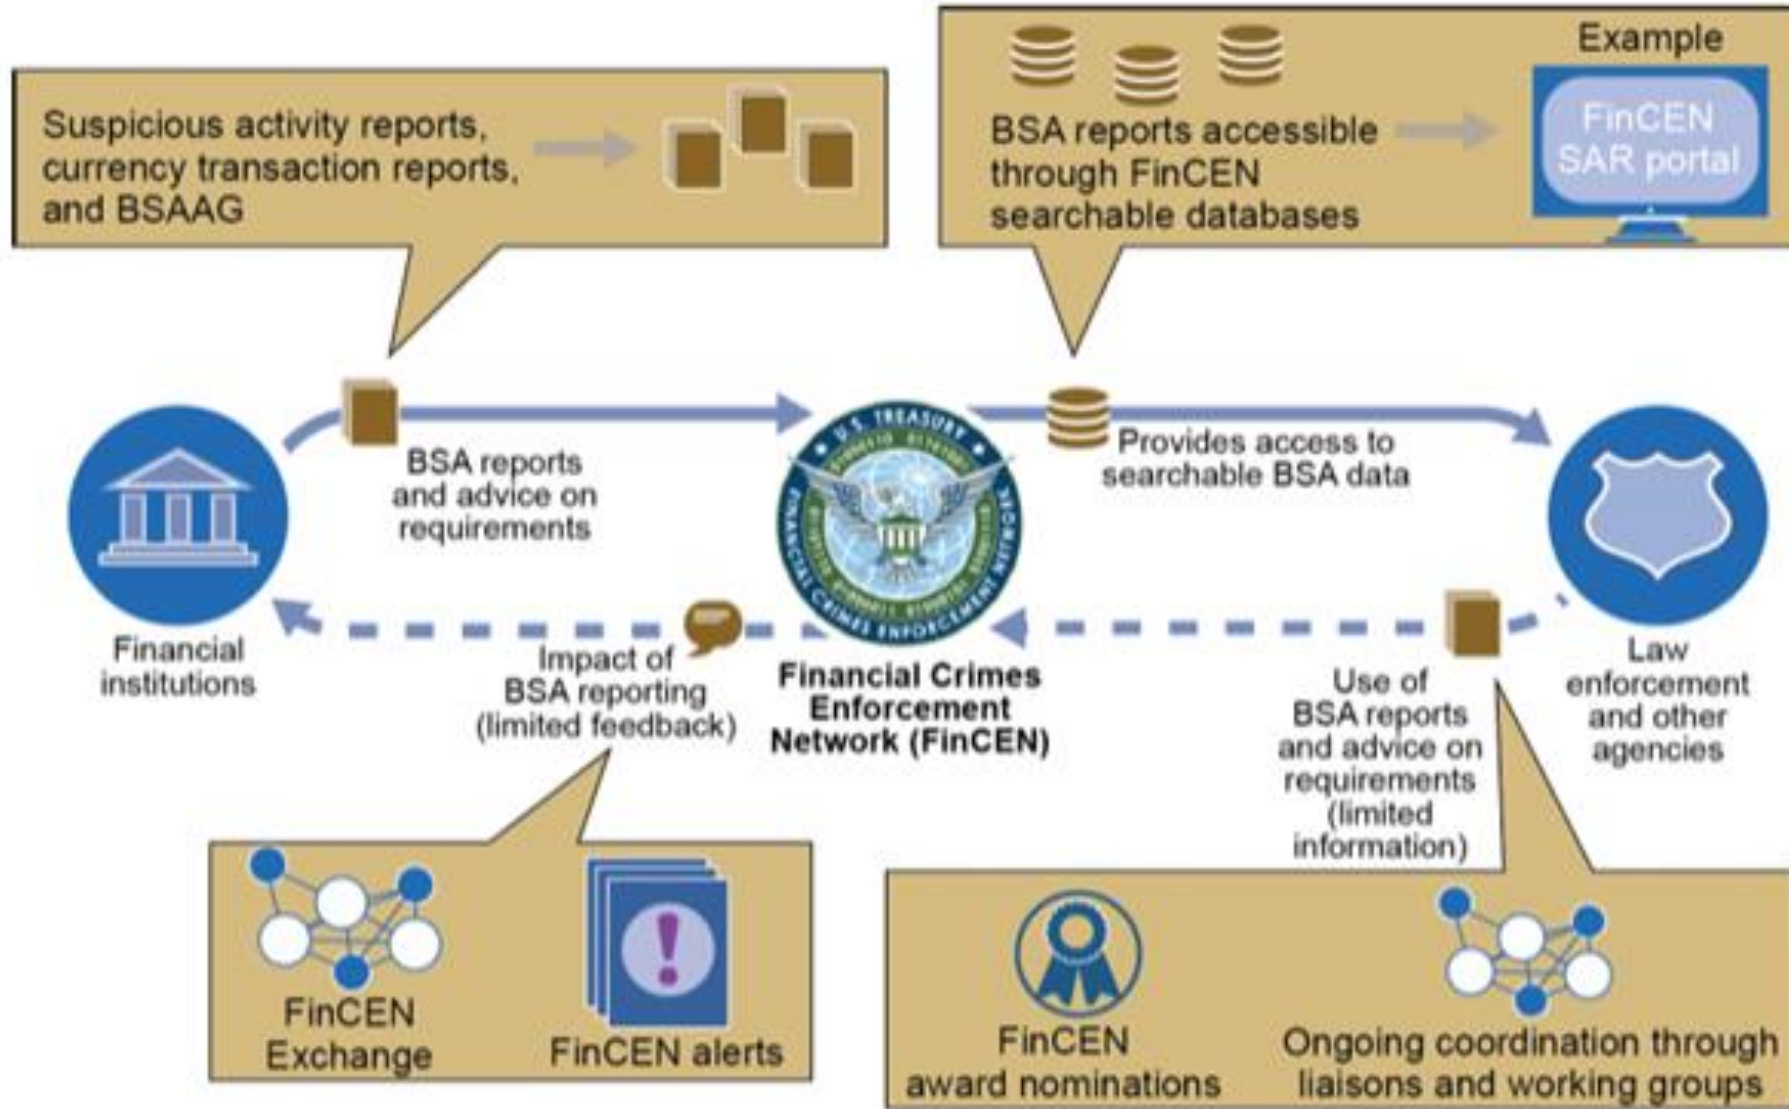 Suspicious activity reports,
currency transaction reports,
and BSAAG
BSA reports accessible
through FinCEN
searchable databases
Example
FinCEN
SAR portal
BSA reports
and advice on
requirements
U.S. TREASURY
FINANCIAL CRIMES ENFORCEMENT NETWORK
Provides access to
searchable BSA data
Financial
institutions
Impact of
BSA reporting
(limited feedback)
Financial Crimes
Enforcement
Network (FinCEN)
Use of
BSA reports
and advice on
requirements
(limited
information)
Law
enforcement
and other
agencies
FinCEN
Exchange
FinCEN alerts
FinCEN
award nominations
Ongoing coordination through
liaisons and working groups